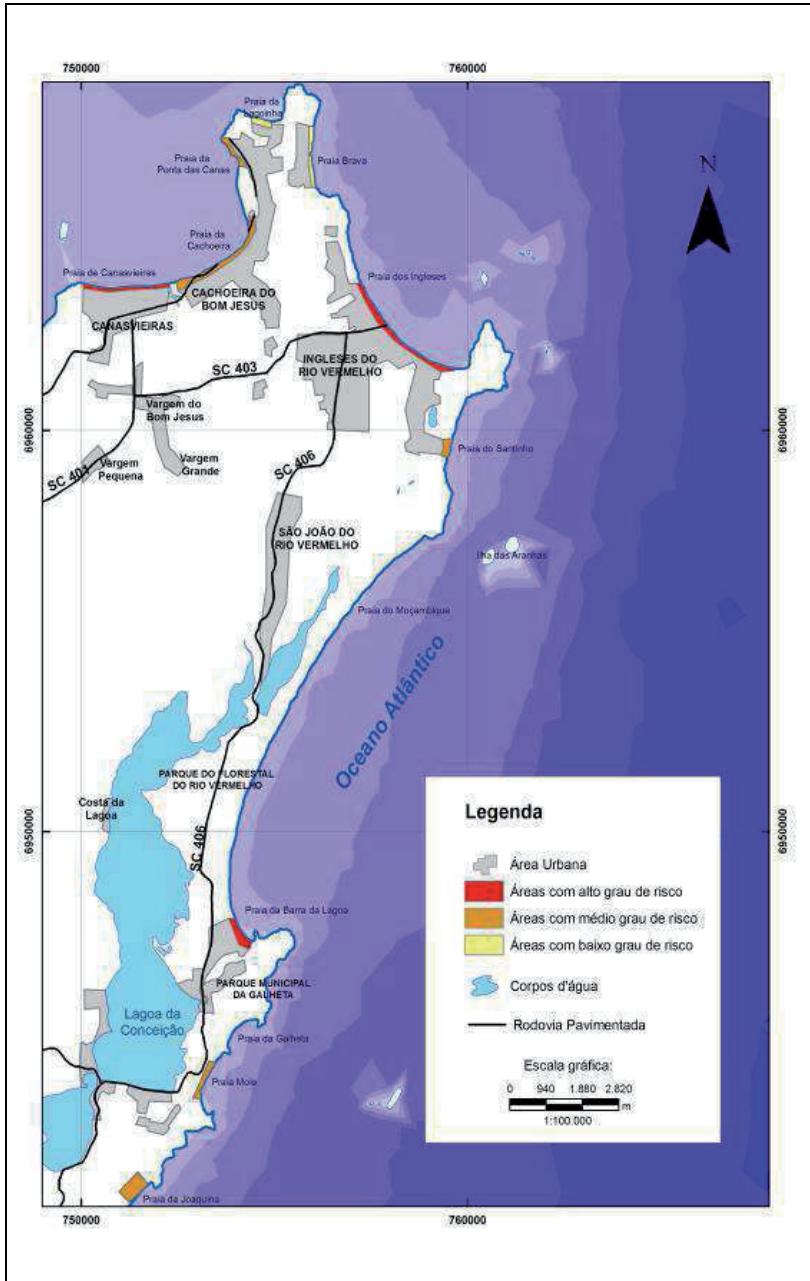 750000
760000
Praia da
Lagoinha
Praia da
Ponta das Canas
Praia Brava
N
Praia da
Cachoeira
Praia de Canasvieiras
Praia dos Ingleses
CACHOEIRA DO
BOM JESUS
CANASVIEIRAS
INGLESES DO
RIO VERMELHO
SC 403
Vargem do
Bom Jesus
6960000
6960000
Praia do Santinho
Vargem
Pequena
Vargem
Grande
SC 401
SC 406
SÃO JOÃO DO
RIO VERMELHO
Ilha das Aranhas
Praia do Moçambique
Oceano Atlântico
PARQUE DO FLORESTAL
DO RIO VERMELHO
Costa da
Lagoa
6950000
6950000
SC 406
Praia da Barra da Lagoa
PARQUE MUNICIPAL
DA GALHETA
Lagoa da
Conceição
Praia da Galheta
Praia Mole
Praia da Joaquina
Legenda
Área Urbana
Áreas com alto grau de risco
Áreas com médio grau de risco
Áreas com baixo grau de risco
Corpos d'água
Rodovia Pavimentada
Escala gráfica:
0 940 1.880 2.820
m
1:100.000
750000
760000